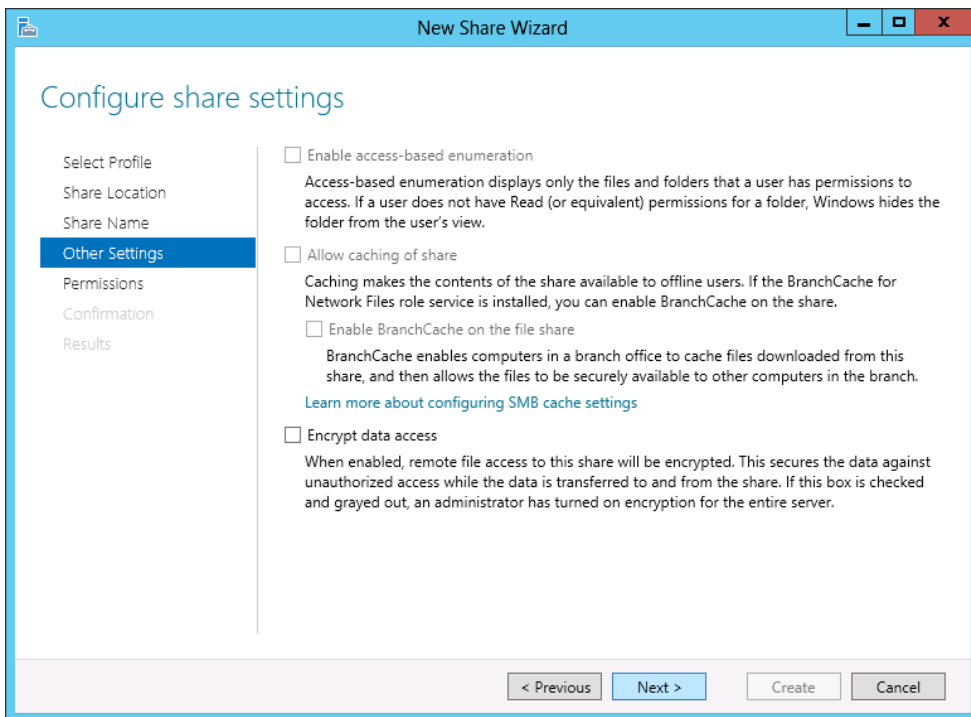 New Share Wizard
Configure share settings
Select Profile
Share Location
Share Name
Other Settings
Permissions
Confirmation
Results
Enable access-based enumeration
Access-based enumeration displays only the files and folders that a user has permissions to
access. If a user does not have Read (or equivalent) permissions for a folder, Windows hides the
folder from the user's view.
Allow caching of share
Caching makes the contents of the share available to offline users. If the BranchCache for
Network Files role service is installed, you can enable BranchCache on the share.
Enable BranchCache on the file share
BranchCache enables computers in a branch office to cache files downloaded from this
share, and then allows the files to be securely available to other computers in the branch.
Learn more about configuring SMB cache settings
Encrypt data access
When enabled, remote file access to this share will be encrypted. This secures the data against
unauthorized access while the data is transferred to and from the share. If this box is checked
and grayed out, an administrator has turned on encryption for the entire server.
< Previous
Next >
Create
Cancel